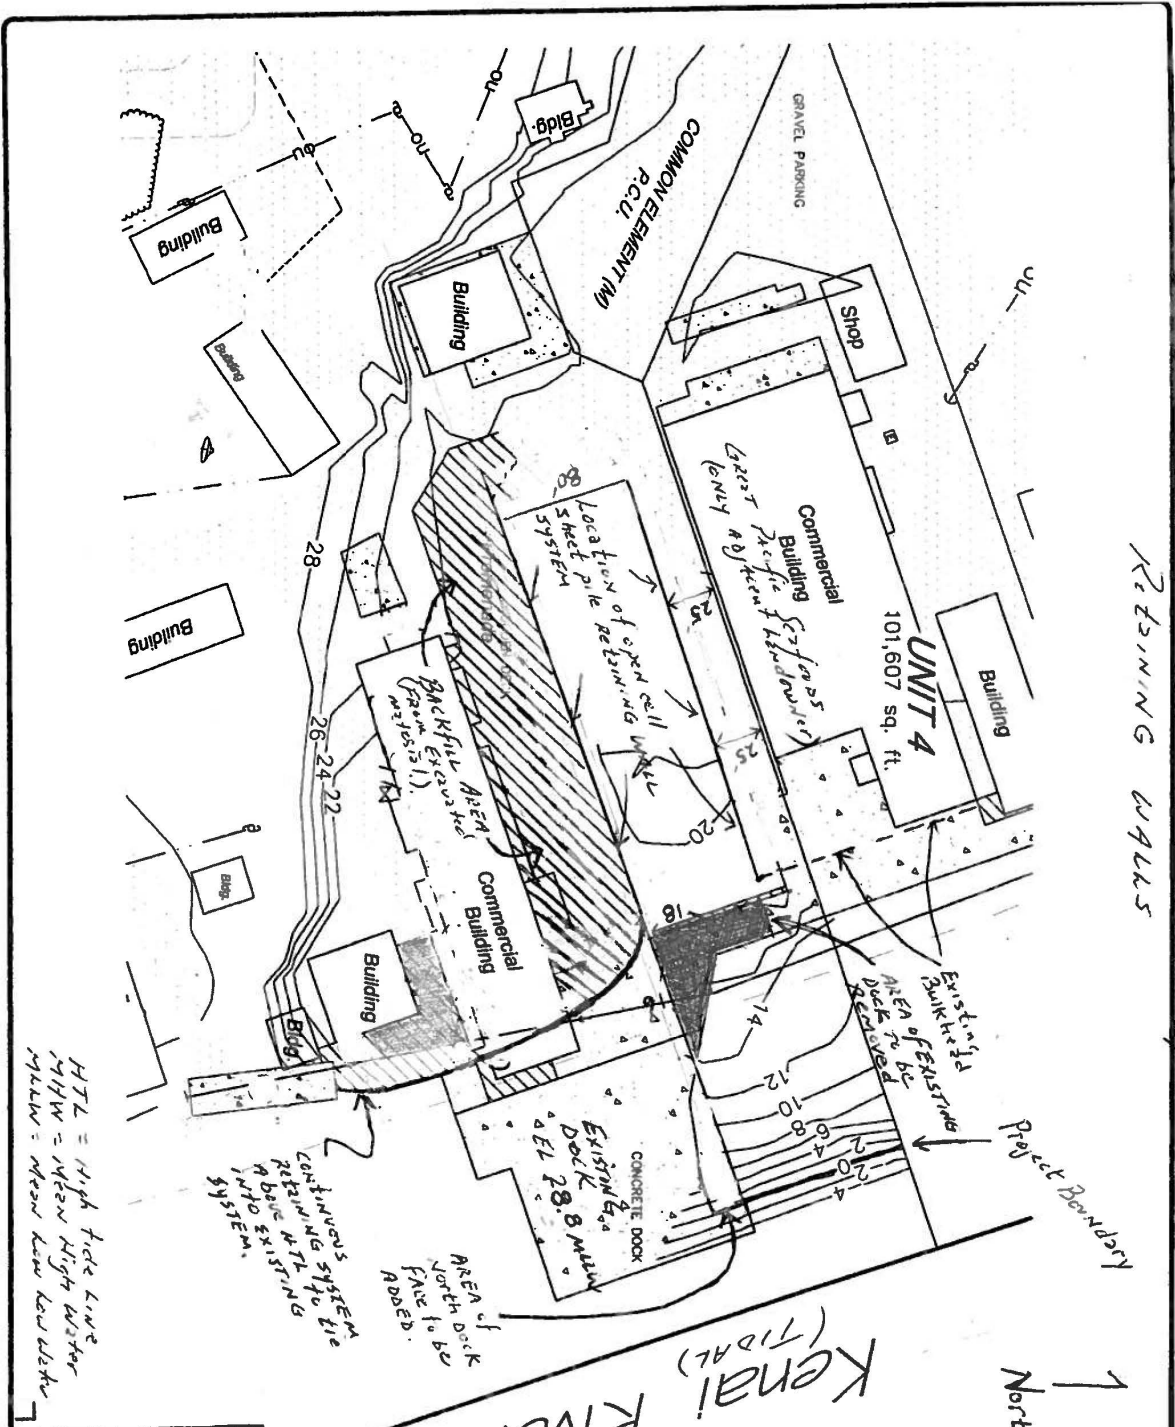 Retaining Walls
1
North
GRAVEL PARKING
COMMON ELEMENT (M)
P.C.U.
Bldg.
Shop
Building
Building
Building
Building
UNIT 4
101,607 sq. ft.
Commercial
Building
Great Pacific Seafoods
(only Adjacent Landowner)
80'
25'
25'
Location of open cell
sheet pile Retaining Wall
SYSTEM
20
16
14
12
10
8
6
4
2
0
2
4
Existing
Bulkhead
AREA of EXISTING
Dock to be
Removed
Project Boundary
BACKfill AREA
(From Excavated
material.)
Commercial
Building
Building
Building
Bldg.
Bldg.
28
26
24
22
EXISTING
DOCK
EL 28.8 MLLW
CONCRETE DOCK
AREA of
North Dock
face to be
ADDED.
CONTINUOUS
Retaining SYSTEM
Above HTL to tie
INTO EXISTING
SYSTEM.
Kenai River
(TIDAL)
HTL = High tide Line
MHW = Mean High Water
MLLW = Mean Low Low Water